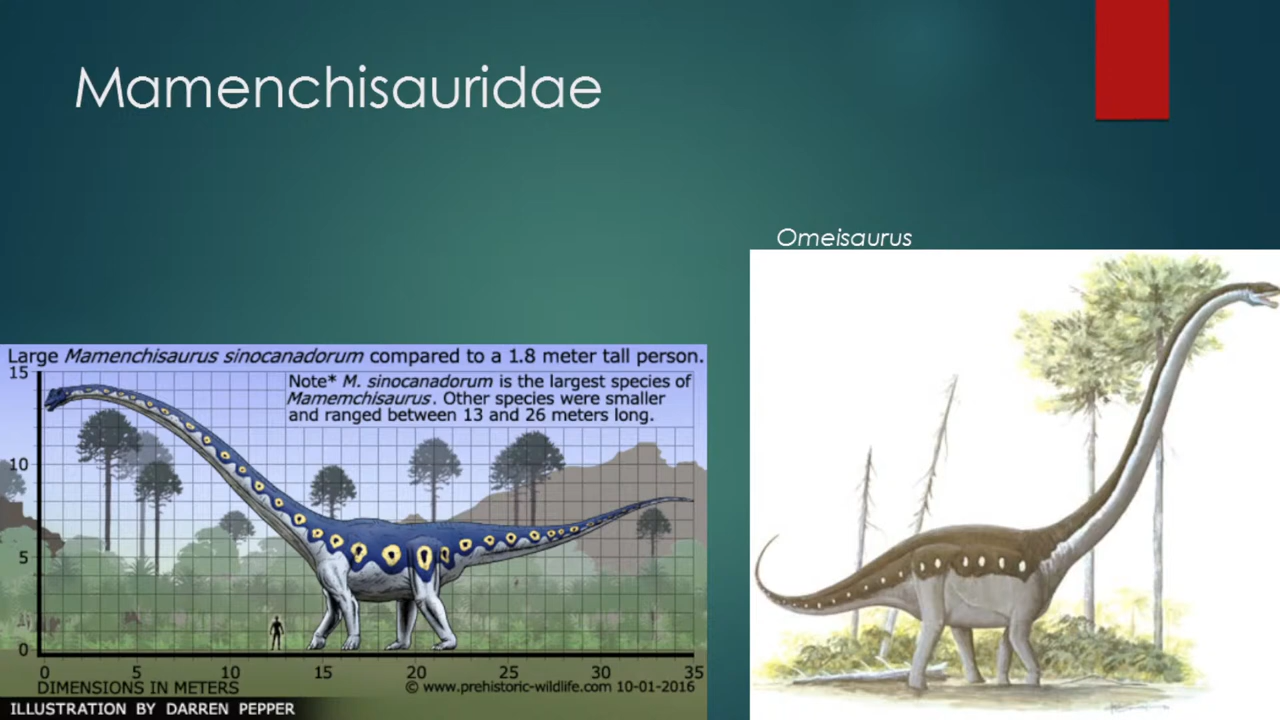 Mamenchisauridae
Omeisaurus
Large Mamenchisaurus sinocanadorum compared to a 1.8 meter tall person.
Note* M. sinocanadorum is the largest species of
Mamemchisaurus. Other species were smaller
and ranged between 13 and 26 meters long.
15
10
5
0
0 5 10 15 20 25 30 35
DIMENSIONS IN METERS
© www.prehistoric-wildlife.com 10-01-2016
ILLUSTRATION BY DARREN PEPPER